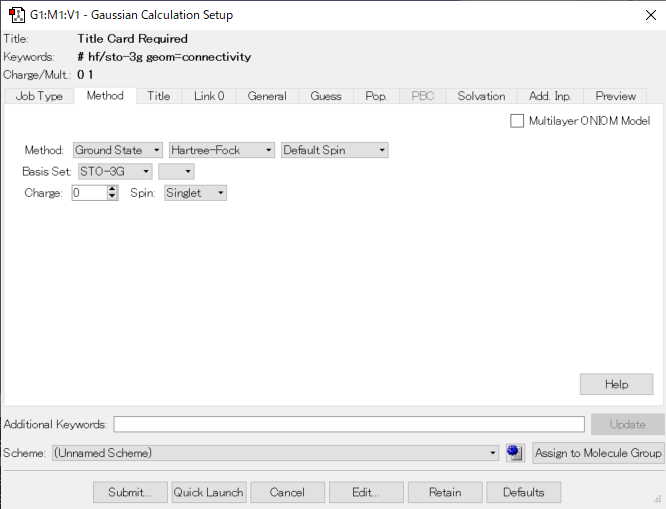 G1:M1:V1 - Gaussian Calculation Setup
Title: Title Card Required
Keywords: # hf/sto-3g geom=connectivity
Charge/Mult.: 0 1
Job Type Method Title Link 0 General Guess Pop. PBC Solvation Add. Inp. Preview
Multilayer ONIOM Model
Method: Ground State Hartree-Fock Default Spin
Basis Set: STO-3G
Charge: 0 Spin: Singlet
Help
Additional Keywords: Update
Scheme: (Unnamed Scheme) Assign to Molecule Group
Submit... Quick Launch Cancel Edit... Retain Defaults